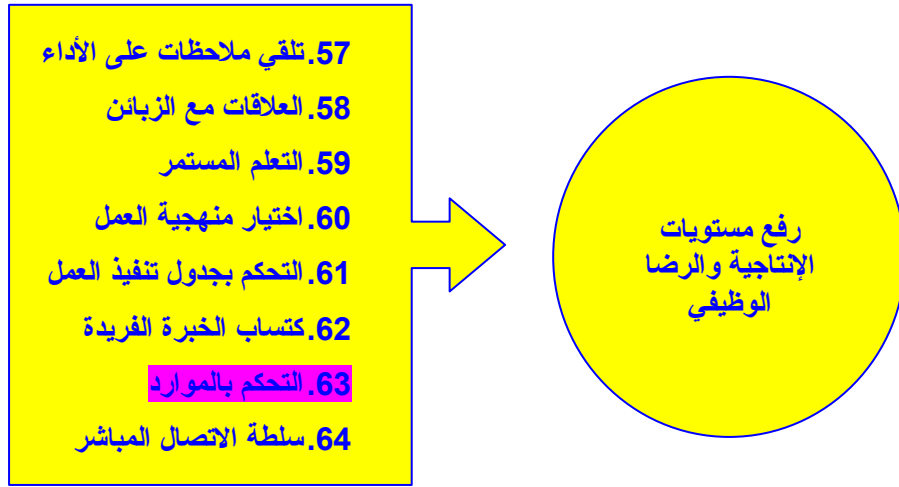 57.تلقي ملاحظات على الأداء
58.العلاقات مع الزبائن
59.التعلم المستمر
60.اختيار منهجية العمل
61.التحكم بجدول تنفيذ العمل
62.كتساب الخبرة الفريدة
63.التحكم بالموارد
64.سلطة الاتصال المباشر
رفع مستويات
الإنتاجية والرضا
الوظيفي